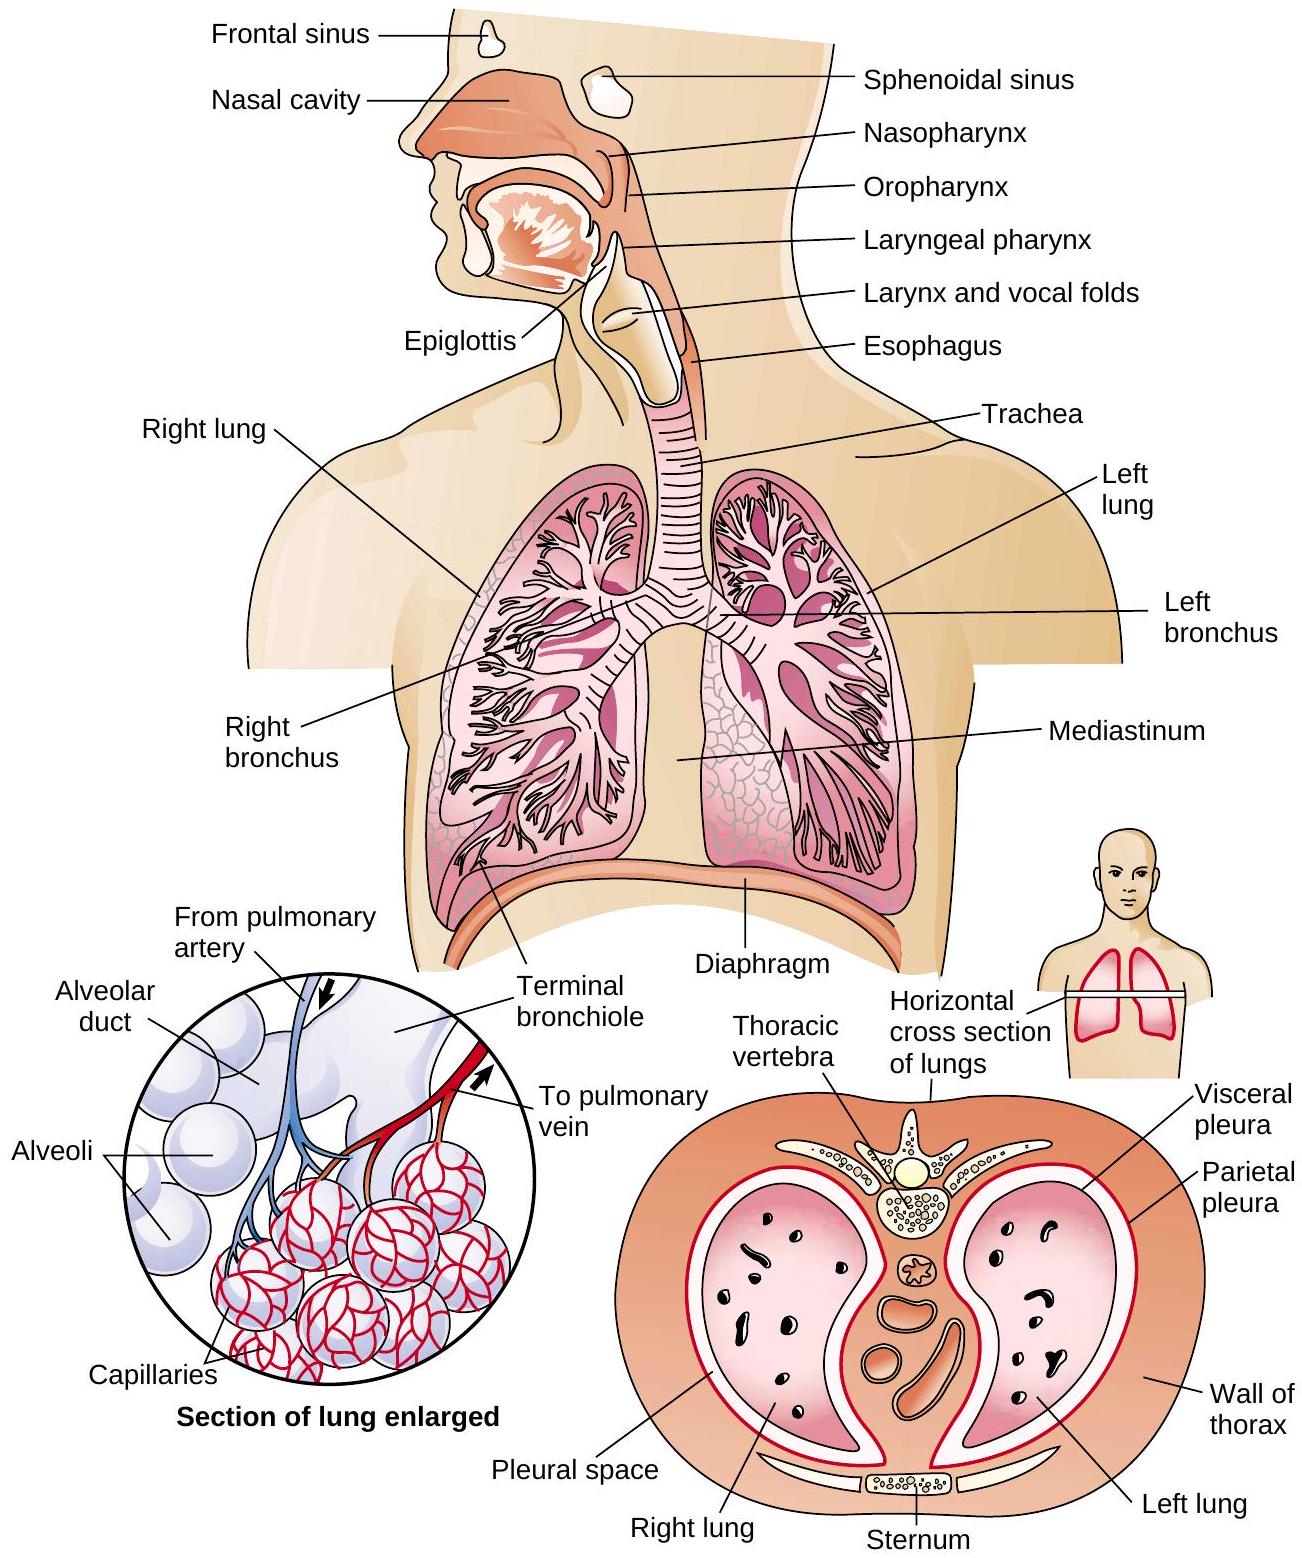 Frontal sinus
Nasal cavity
Sphenoidal sinus
Nasopharynx
Oropharynx
Laryngeal pharynx
Larynx and vocal folds
Epiglottis
Esophagus
Trachea
Right lung
Left
lung
Left
bronchus
Right
bronchus
Mediastinum
From pulmonary
artery
Diaphragm
Terminal
bronchiole
Alveolar
duct
Horizontal
cross section
of lungs
Thoracic
vertebra
To pulmonary
vein
Visceral
pleura
Alveoli
Parietal
pleura
Capillaries
Section of lung enlarged
Wall of
thorax
Pleural space
Left lung
Right lung
Sternum